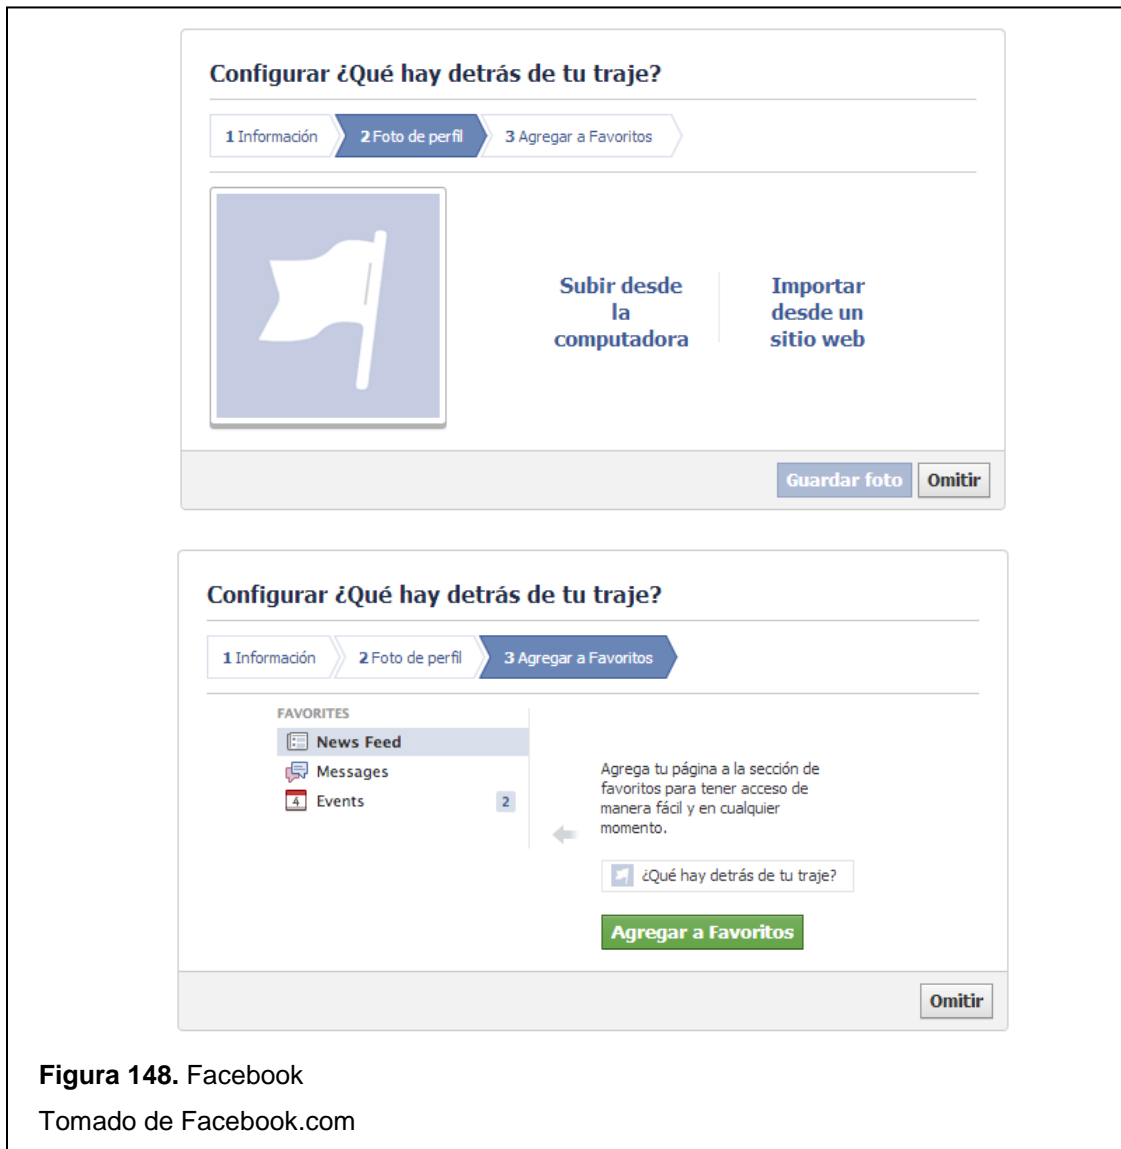 Configurar ¿Qué hay detrás de tu traje?
1 Información 2 Foto de perfil 3 Agregar a Favoritos
Subir desde
la
computadora
Importar
desde un
sitio web
Guardar foto Omitir
Configurar ¿Qué hay detrás de tu traje?
1 Información 2 Foto de perfil 3 Agregar a Favoritos
FAVORITES
News Feed
Messages
4 Events 2
Agrega tu página a la sección de
favoritos para tener acceso de
manera fácil y en cualquier
momento.
¿Qué hay detrás de tu traje?
Agregar a Favoritos
Omitir
Figura 148. Facebook
Tomado de Facebook.com